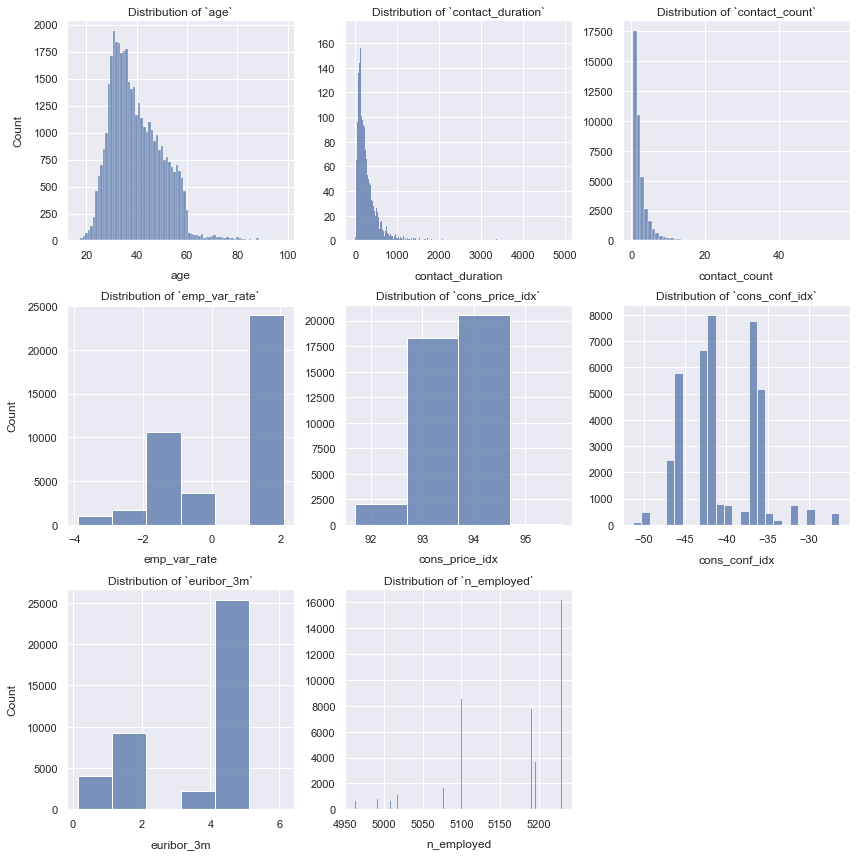 Distribution of `age`
Count
2000
1750
1500
1250
1000
750
500
250
0
20 40 60 80 100
age
Distribution of `contact_duration`
160
140
120
100
80
60
40
20
0
0 1000 2000 3000 4000 5000
contact_duration
Distribution of `contact_count`
17500
15000
12500
10000
7500
5000
2500
0
0 20 40
contact_count
Distribution of `emp_var_rate`
Count
25000
20000
15000
10000
5000
0
−4 −2 0 2
emp_var_rate
Distribution of `cons_price_idx`
20000
17500
15000
12500
10000
7500
5000
2500
0
92 93 94 95
cons_price_idx
Distribution of `cons_conf_idx`
8000
7000
6000
5000
4000
3000
2000
1000
0
−50 −45 −40 −35 −30
cons_conf_idx
Distribution of `euribor_3m`
Count
25000
20000
15000
10000
5000
0
0 2 4 6
euribor_3m
Distribution of `n_employed`
16000
14000
12000
10000
8000
6000
4000
2000
0
4950 5000 5050 5100 5150 5200
n_employed